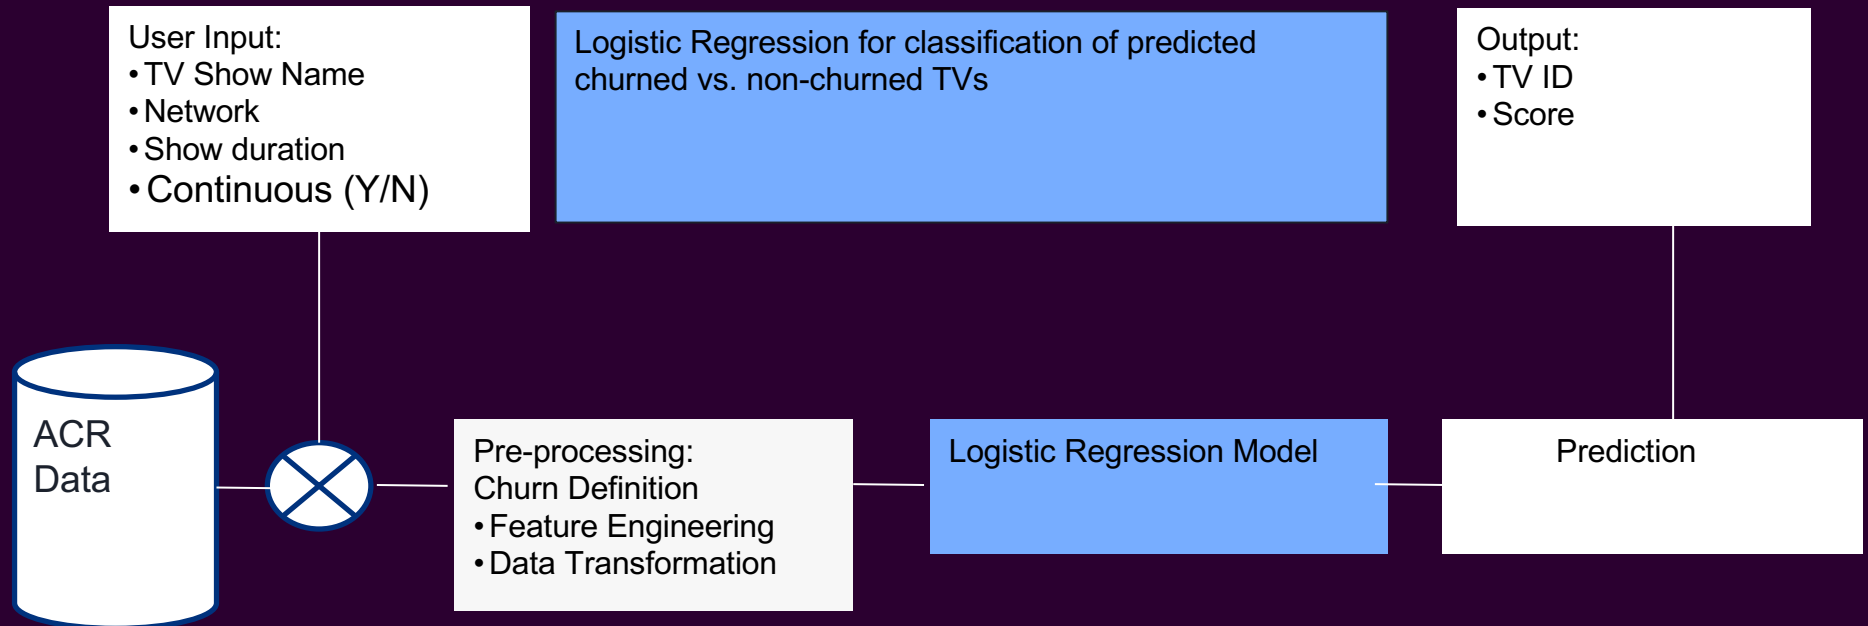 User Input:
• TV Show Name
• Network
• Show duration
• Continuous (Y/N)
Logistic Regression for classification of predicted
churned vs. non-churned TVs
Output:
• TV ID
• Score
ACR
Data
Pre-processing:
Churn Definition
• Feature Engineering
• Data Transformation
Logistic Regression Model
Prediction